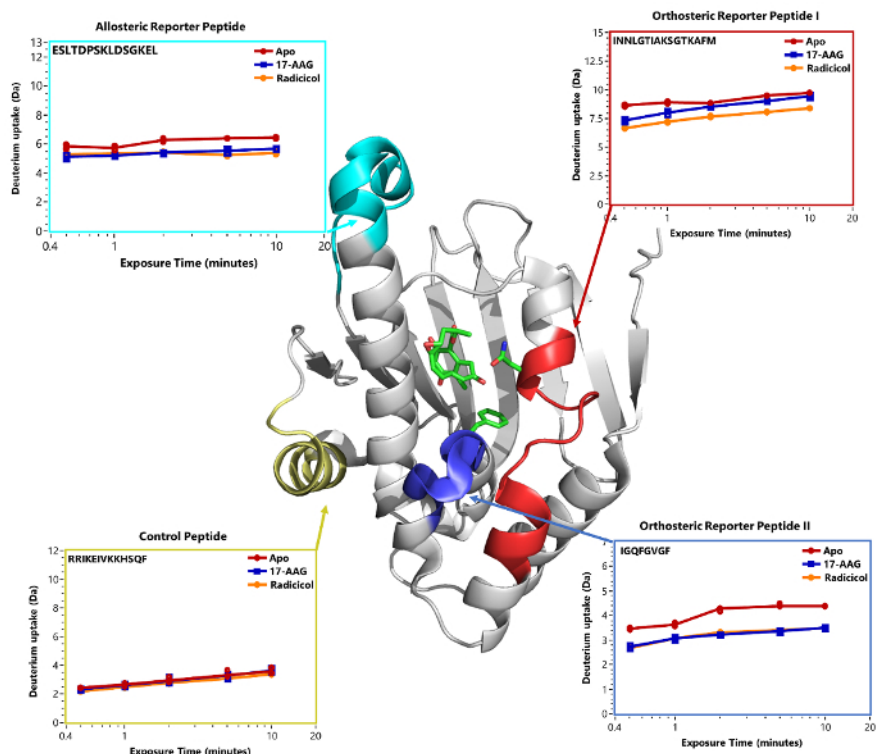 Allosteric Reporter Peptide
ESLTDPSKLDSGKEL
Apo
17-AAG
Radicicol
Deuterium uptake (Da)
13
12
10
8
6
4
2
0
0.4
1
10
20
Exposure Time (minutes)
Orthosteric Reporter Peptide I
INNLGTIAKSGTKAFM
Apo
17-AAG
Radicicol
Deuterium uptake (Da)
15
12.5
10
7.5
5
2.5
0
0.4
1
10
20
Exposure Time (minutes)
Control Peptide
RRIKEIVKKHSQF
Apo
17-AAG
Radicicol
Deuterium uptake (Da)
12
10
8
6
4
2
0
0.4
1
10
20
Exposure Time (minutes)
Orthosteric Reporter Peptide II
IGQFGVGF
Apo
17-AAG
Radicicol
Deuterium uptake (Da)
6
5
4
3
2
1
0
0.4
1
10
20
Exposure Time (minutes)